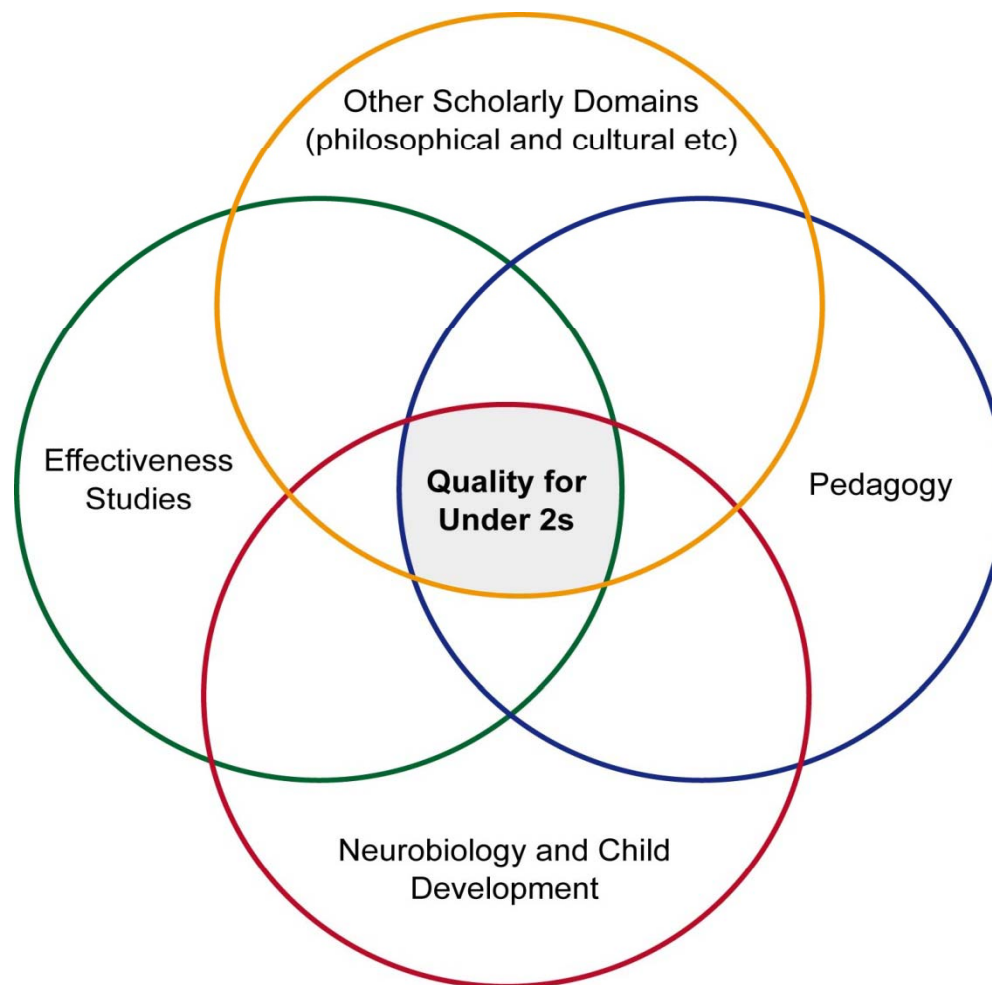 Other Scholarly Domains
(philosophical and cultural etc)
Effectiveness
Studies
Quality for
Under 2s
Pedagogy
Neurobiology and Child
Development